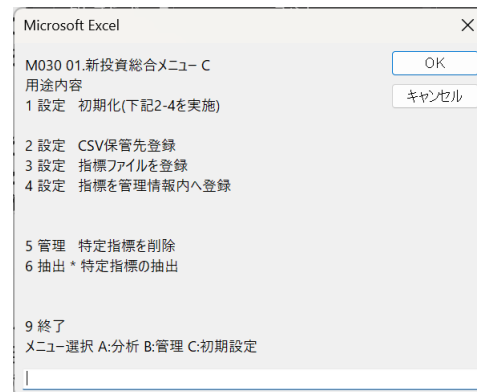 Microsoft Excel
M030 01.新投資総合メニュー C
用途内容
1 設定 初期化(下記2-4を実施)
2 設定 CSV保管先登録
3 設定 指標ファイルを登録
4 設定 指標を管理情報内へ登録
5 管理 特定指標を削除
6 抽出 * 特定指標の抽出
9 終了
メニュー選択 A:分析 B:管理 C:初期設定
OK
キャンセル